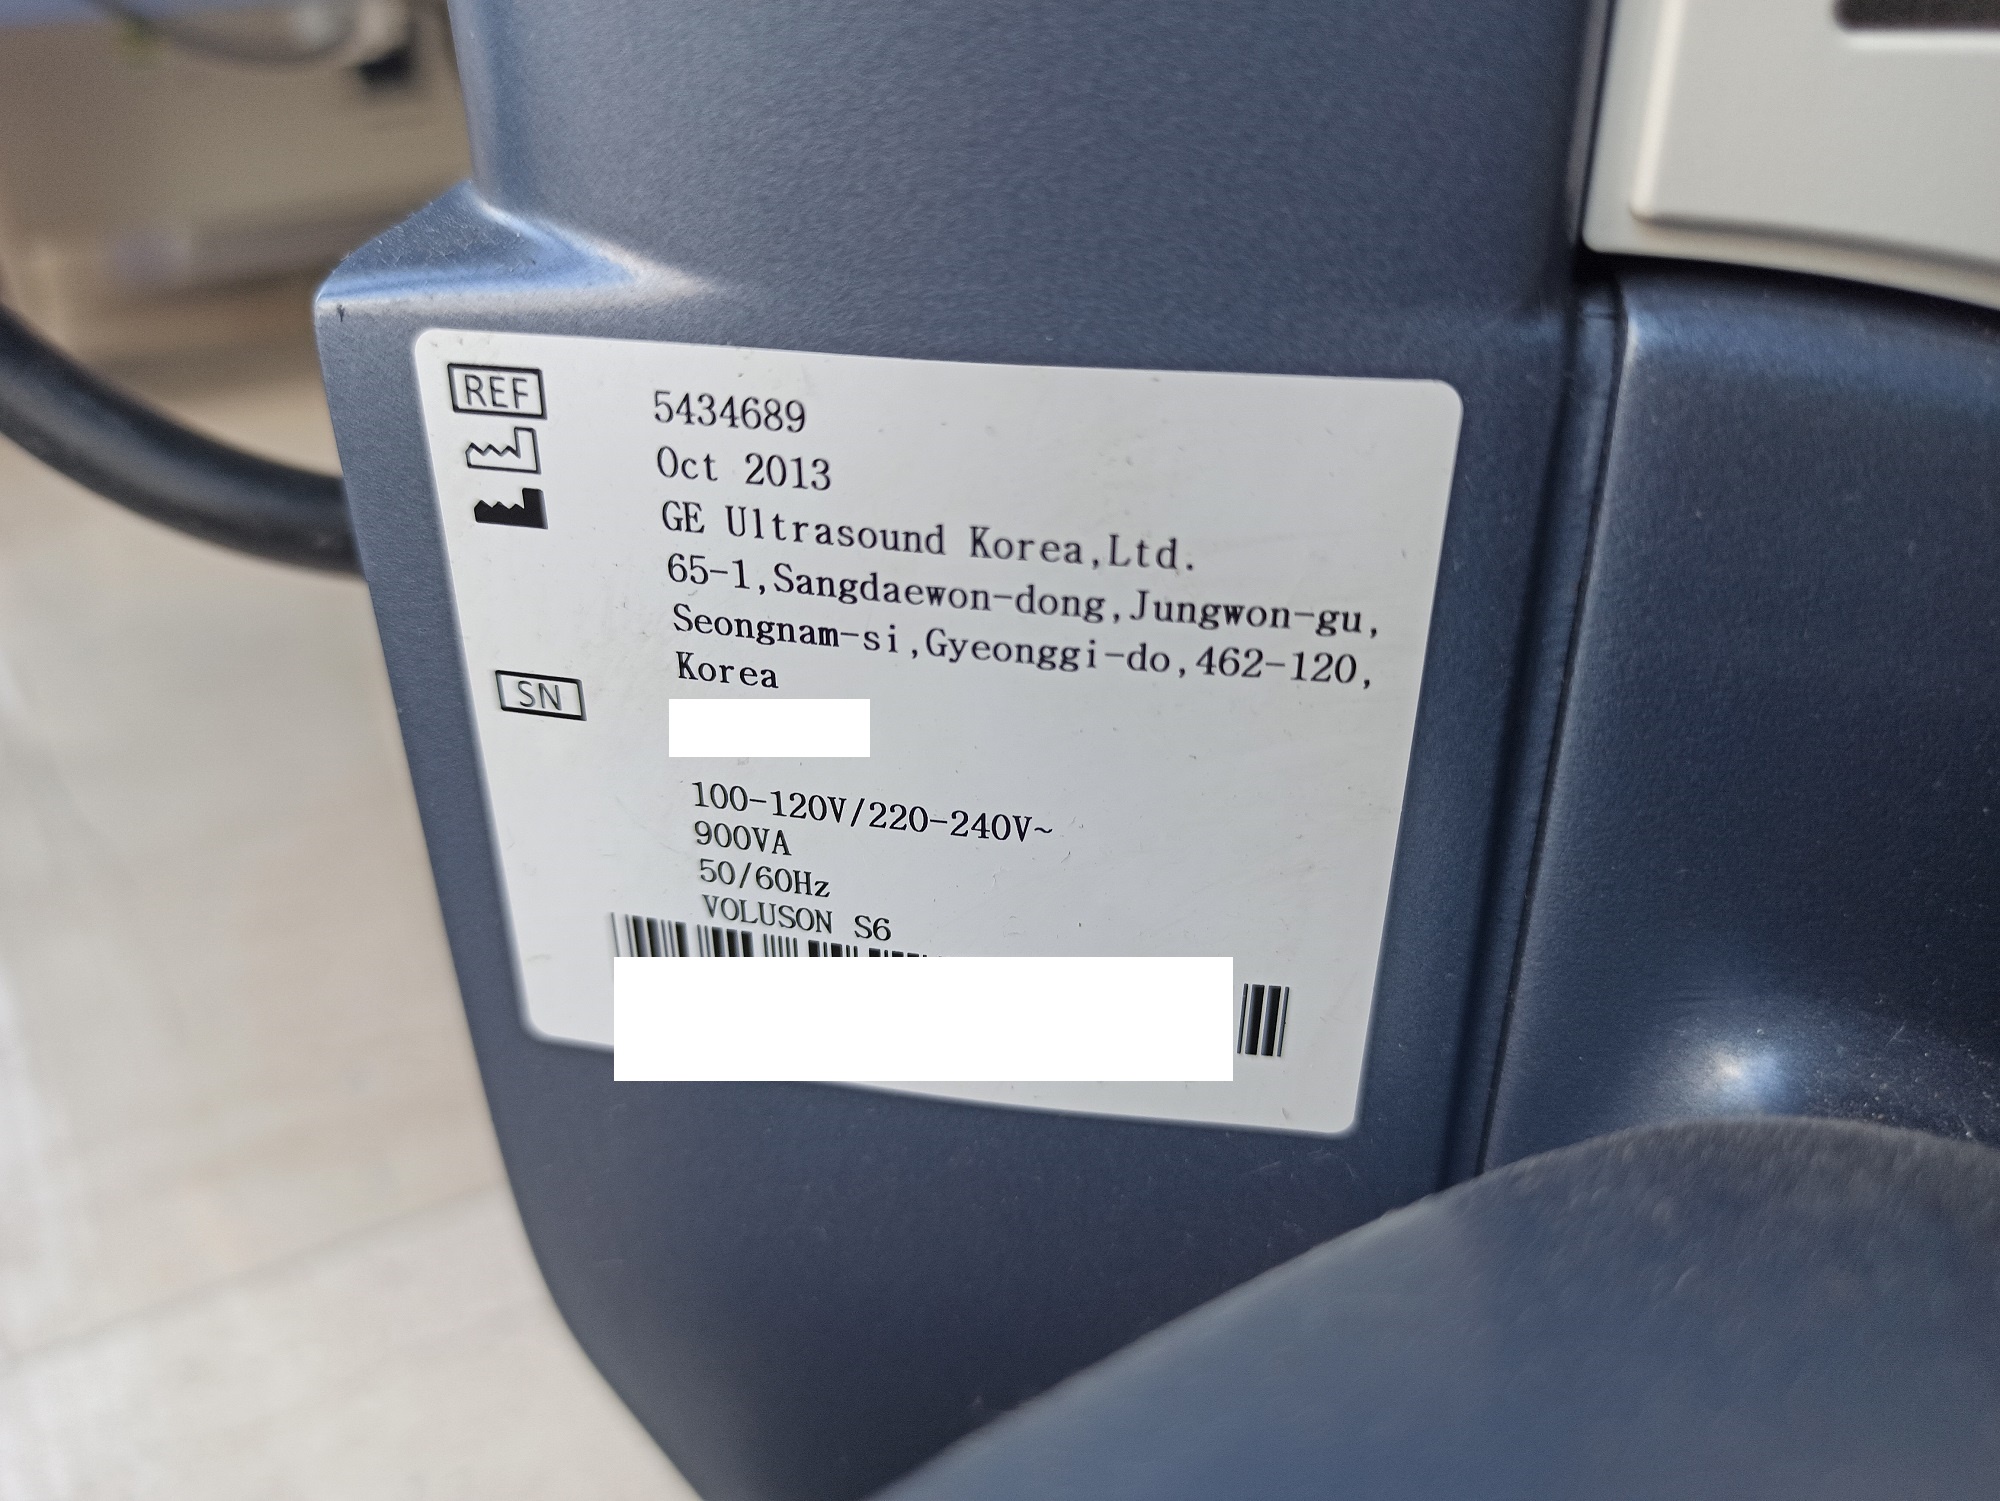 REF 5434689
Oct 2013
GE Ultrasound Korea,Ltd.
65-1,Sangdaewon-dong,Jungwon-gu,
Seongnam-si,Gyeonggi-do,462-120,
Korea
SN
100-120V/220-240V~
900VA
50/60Hz
VOLUSON S6